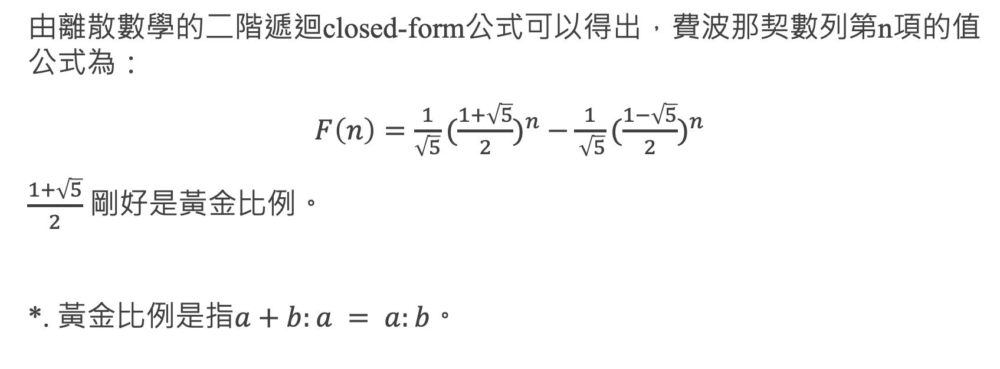 由離散數學的二階遞迴closed-form公式可以得出，費波那契數列第n項的值
公式為：
F(n) = \frac{1}{\sqrt{5}}(\frac{1+\sqrt{5}}{2})^n − \frac{1}{\sqrt{5}}(\frac{1−\sqrt{5}}{2})^n
\frac{1+\sqrt{5}}{2} 剛好是黃金比例。
*. 黃金比例是指a + b: a = a: b。